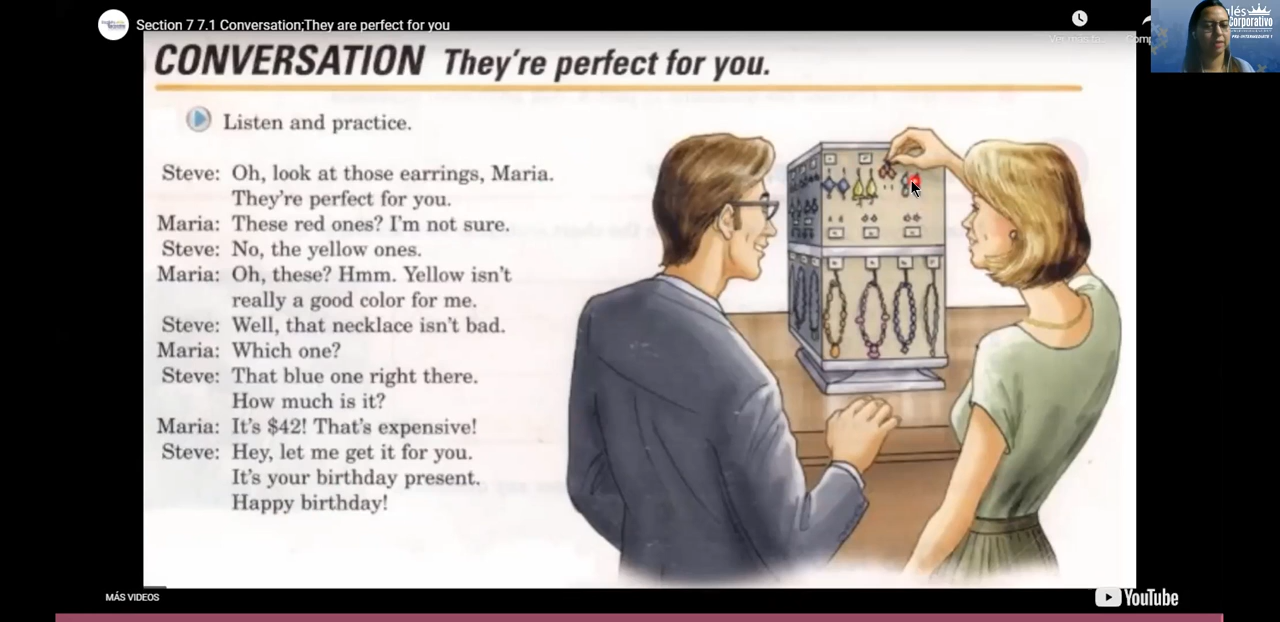 Section 7 7.1 Conversation;They are perfect for you
CONVERSATION They're perfect for you.
Listen and practice.
Steve: Oh, look at those earrings, Maria.
They're perfect for you.
Maria: These red ones? I'm not sure.
Steve: No, the yellow ones.
Maria: Oh, these? Hmm. Yellow isn't
really a good color for me.
Steve: Well, that necklace isn't bad.
Maria: Which one?
Steve: That blue one right there.
How much is it?
Maria: It's $42! That's expensive!
Steve: Hey, let me get it for you.
It's your birthday present.
Happy birthday!
MÁS VIDEOS
YouTube